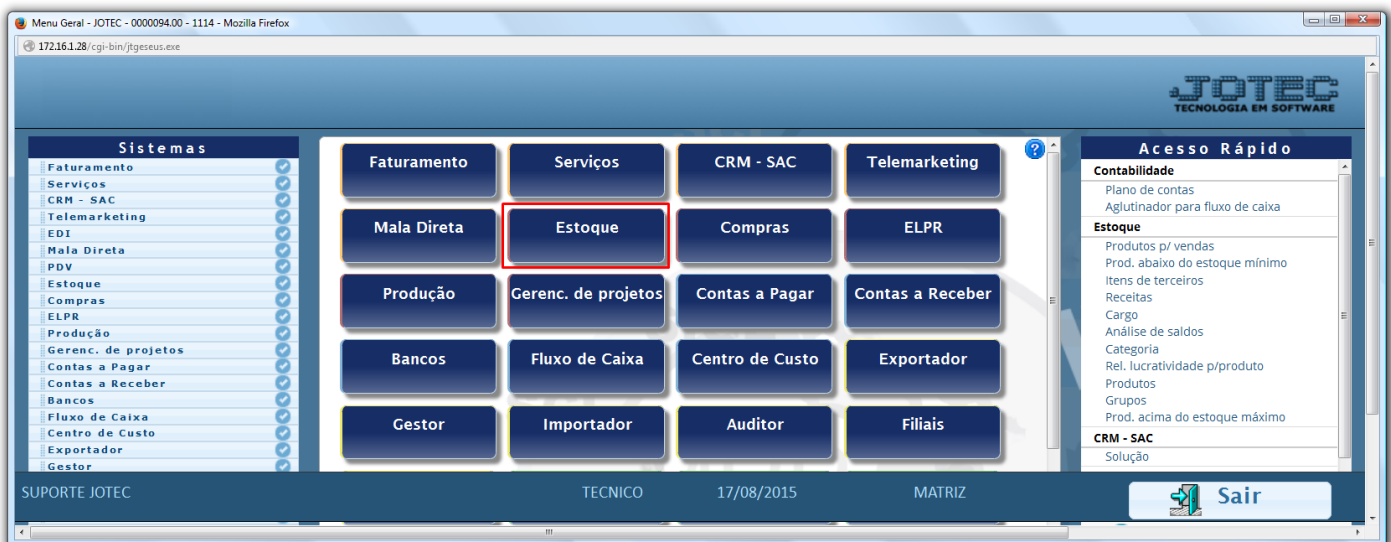 Menu Geral - JOTEC - 0000094.00 - 1114 - Mozilla Firefox
172.16.1.28/cgi-bin/jtgeseus.exe
JOTEC
TECNOLOGIA EM SOFTWARE
Sistemas
Faturamento
Serviços
CRM - SAC
Telemarketing
EDI
Mala Direta
PDV
Estoque
Compras
ELPR
Produção
Gerenc. de projetos
Contas a Pagar
Contas a Receber
Bancos
Fluxo de Caixa
Centro de Custo
Exportador
Gestor
Faturamento Serviços CRM - SAC Telemarketing
Mala Direta Estoque Compras ELPR
Produção Gerenc. de projetos Contas a Pagar Contas a Receber
Bancos Fluxo de Caixa Centro de Custo Exportador
Gestor Importador Auditor Filiais
?
Acesso Rápido
Contabilidade
Plano de contas
Aglutinador para fluxo de caixa
Estoque
Produtos p/ vendas
Prod. abaixo do estoque mínimo
Itens de terceiros
Receitas
Cargo
Análise de saldos
Categoria
Rel. lucratividade p/produto
Produtos
Grupos
Prod. acima do estoque máximo
CRM - SAC
Solução
SUPORTE JOTEC TECNICO 17/08/2015 MATRIZ Sair